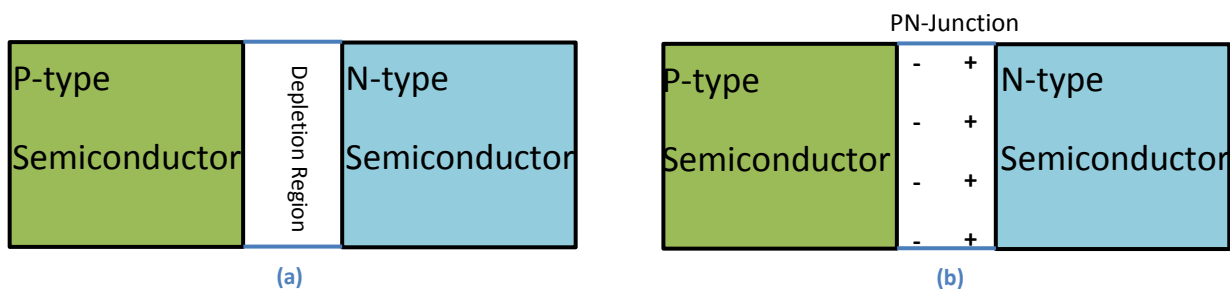 P-type
Semiconductor
Depletion Region
N-type
Semiconductor
(a)
PN-Junction
P-type
Semiconductor
- +
- +
- +
- +
N-type
Semiconductor
(b)